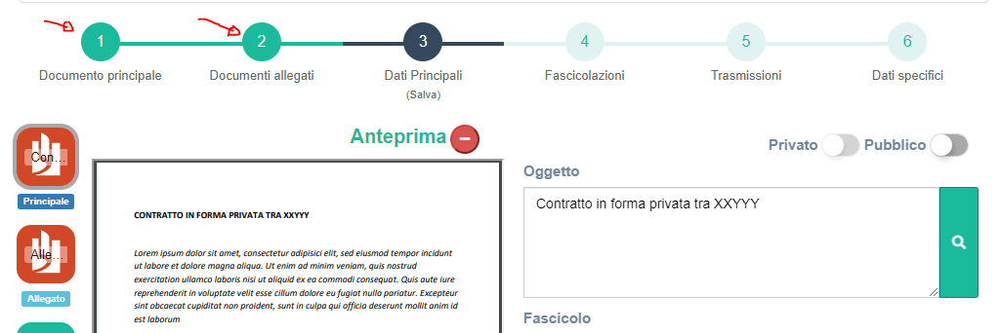 1 2 3 4 5 6
Documento principale Documenti allegati Dati Principali Fascicolazioni Trasmissioni Dati specifici
(Salva)
Anteprima
Privato Pubblico
Con...
Principale
Alle...
Allegato
CONTRATTO IN FORMA PRIVATA TRA XXYYY
Lorem ipsum dolor sit amet, consectetur adipisci elit, sed eiusmod tempor incidunt
ut labore et dolore magna aliqua. Ut enim ad minim veniam, quis nostrud
exercitation ullamco laboris nisi ut aliquid ex ea commodi consequat. Quis aute iure
reprehenderit in voluptate velit esse cillum dolore eu fugiat nulla pariatur. Excepteur
sint obcaecat cupiditat non proident, sunt in culpa qui officia deserunt mollit anim id
est laborum
Oggetto
Contratto in forma privata tra XXYYY
Fascicolo